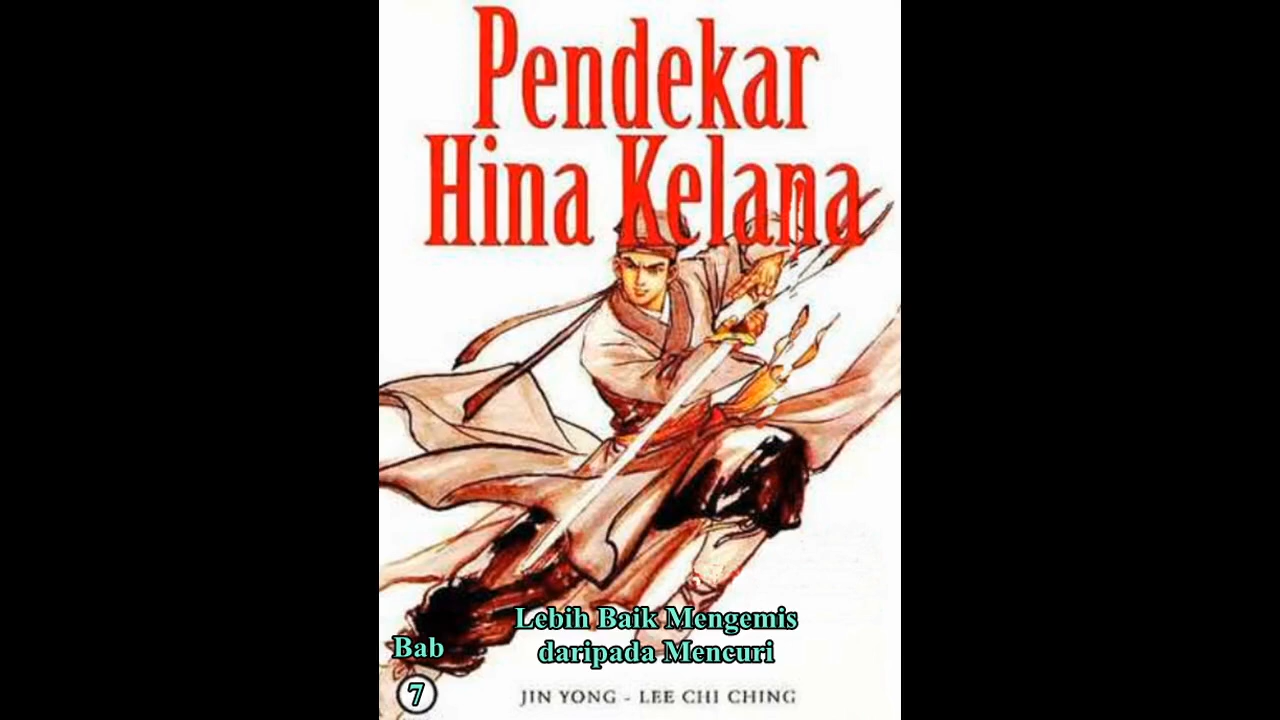 Pendekar
Hina Kelana
Lebih Baik Mengemis
daripada Mencuri
Bab
7
JIN YONG - LEE CHI CHING